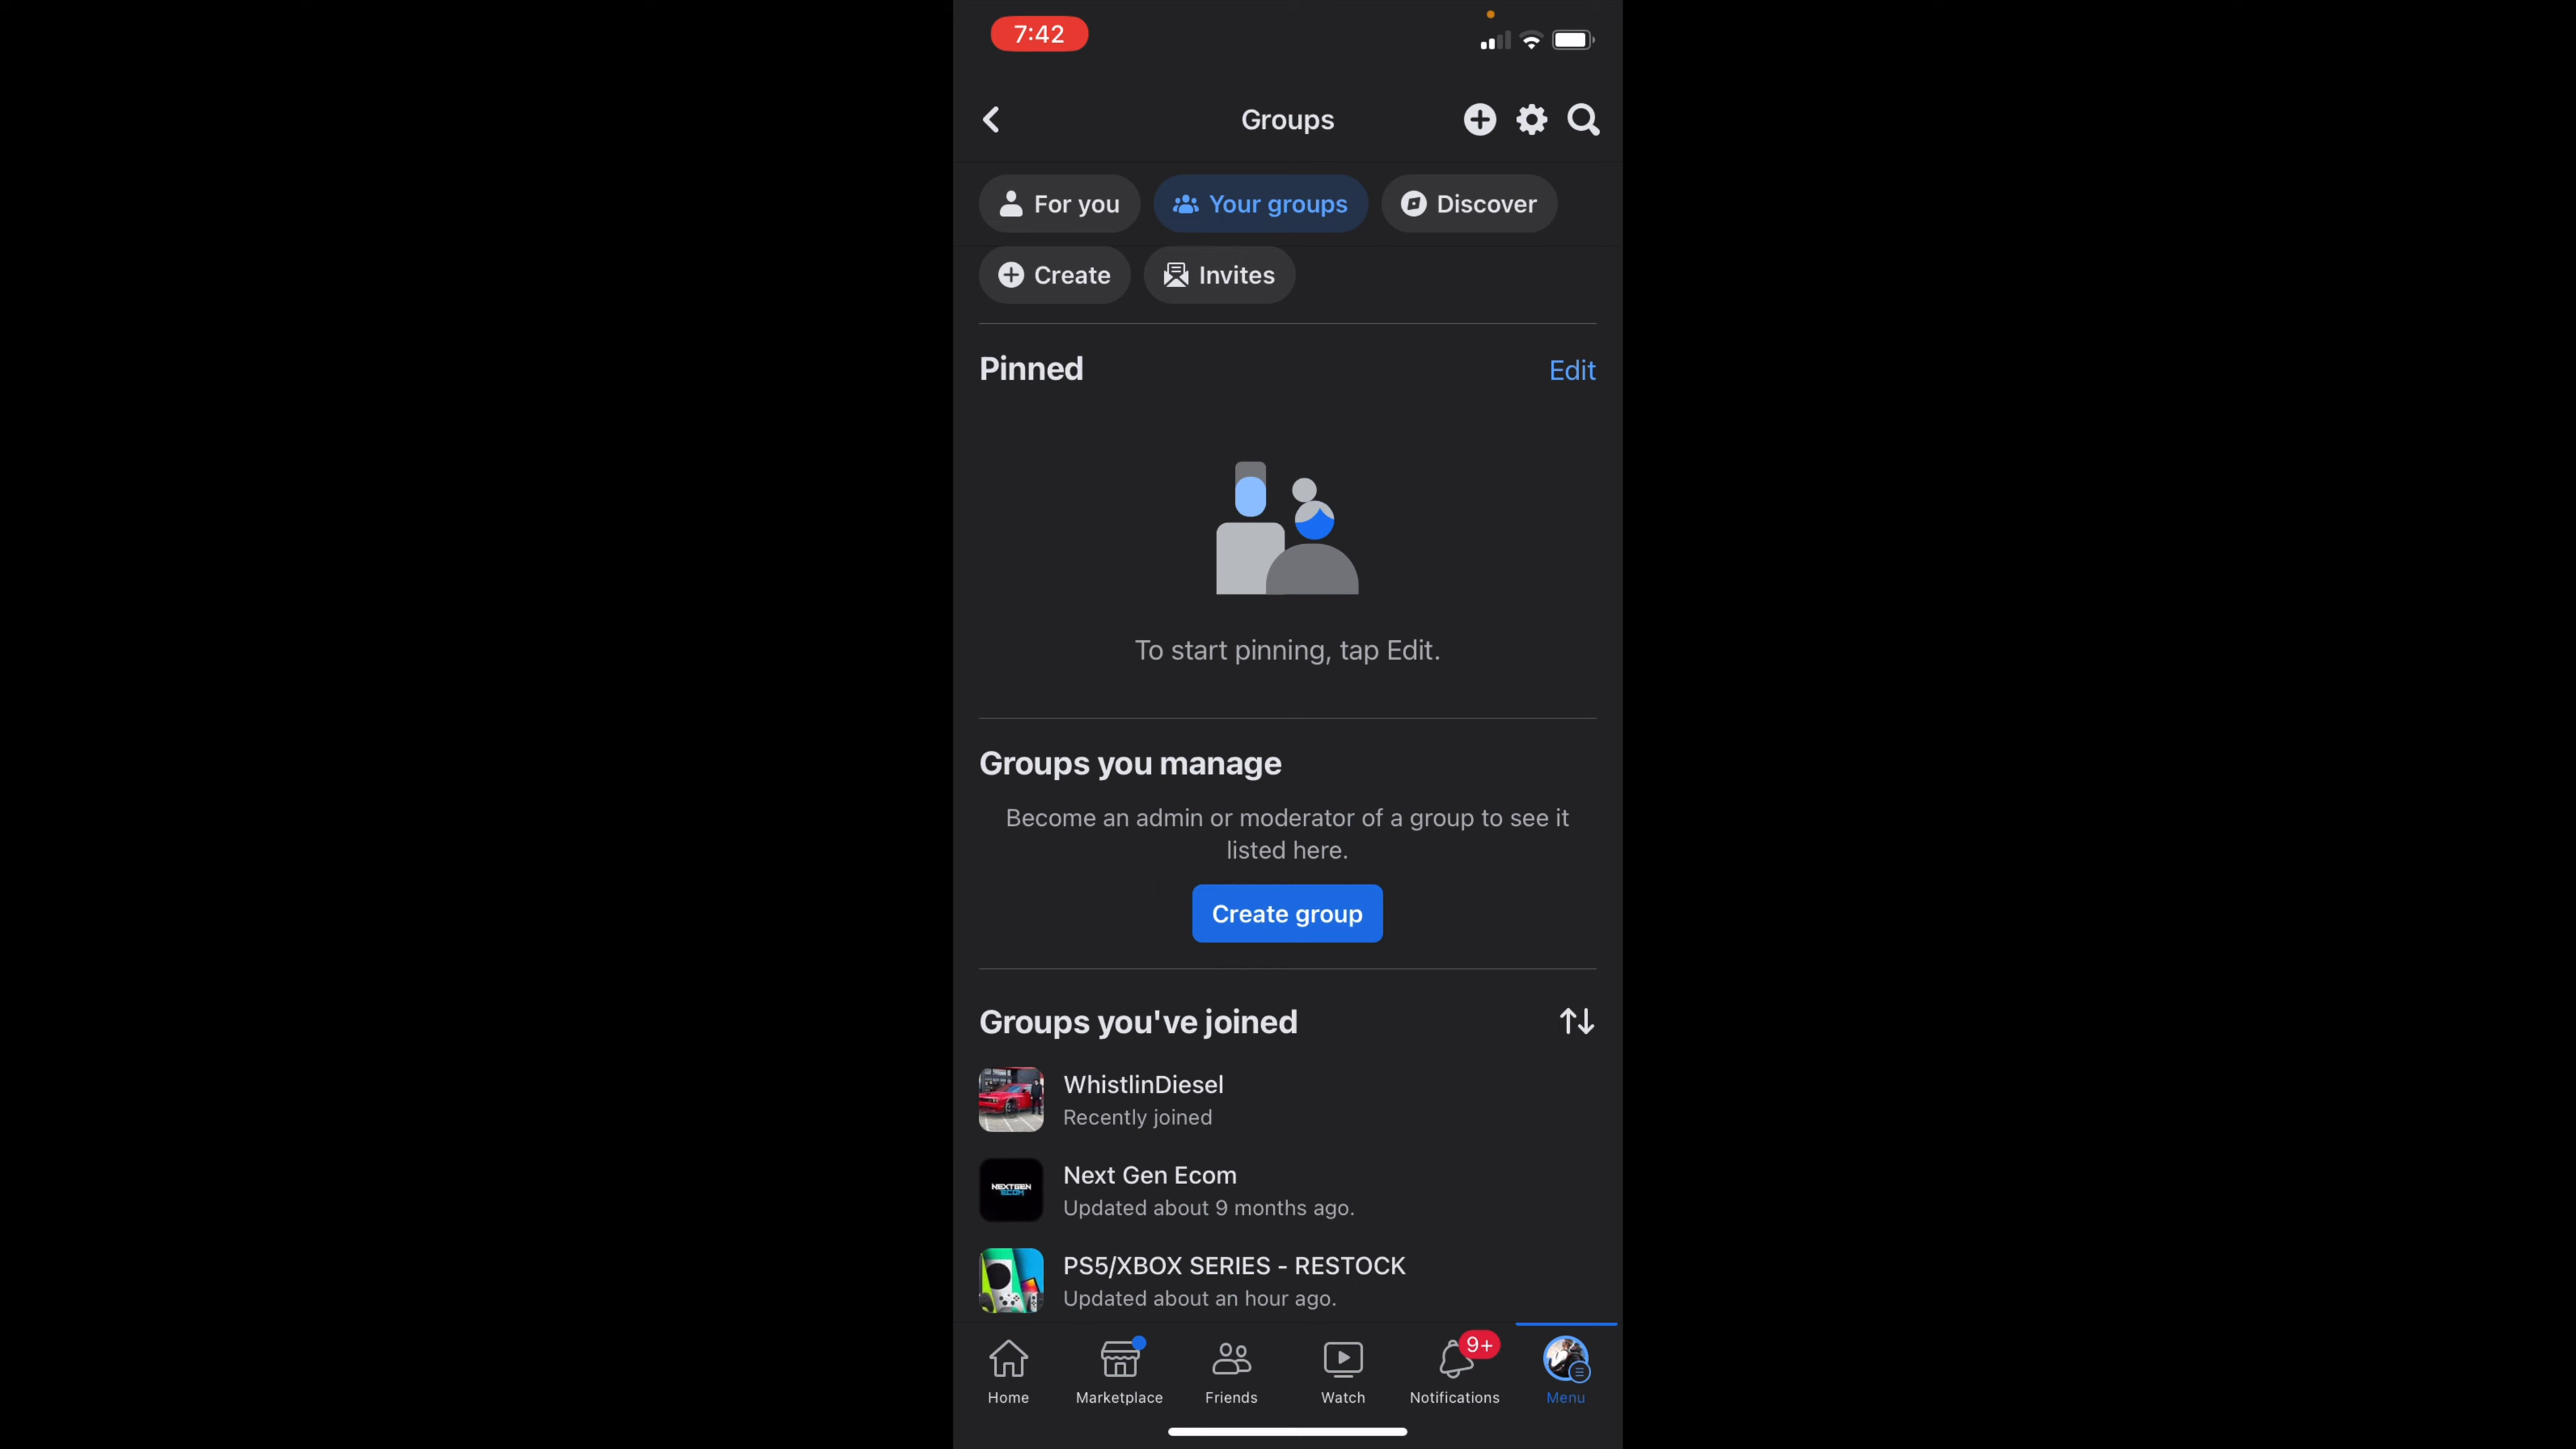 7:42
Groups
For you
Your groups
Discover
Create
Invites
Pinned
Edit
To start pinning, tap Edit.
Groups you manage
Become an admin or moderator of a group to see it
listed here.
Create group
Groups you've joined
WhistlinDiesel
Recently joined
NEXTGEN
ECOM
Next Gen Ecom
Updated about 9 months ago.
PS5/XBOX SERIES - RESTOCK
Updated about an hour ago.
9+
Home
Marketplace
Friends
Watch
Notifications
Menu